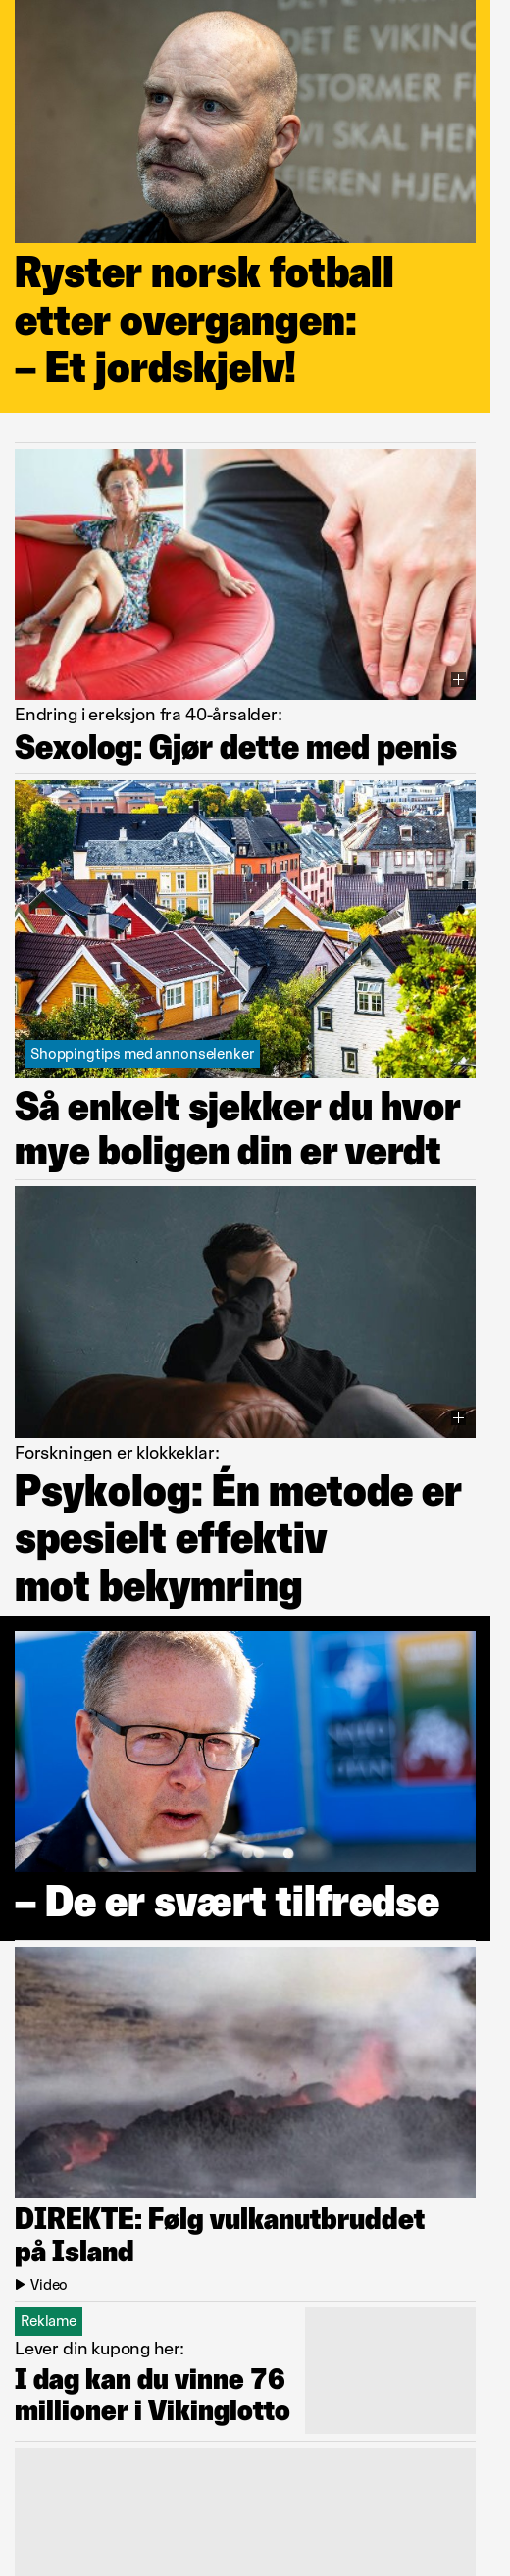 DET E VIKING
STORMER F
VI SKAL HEN
SEIEREN HJEM
Ryster norsk fotball
etter overgangen:
– Et jordskjelv!
Endring i ereksjon fra 40-årsalder:
Sexolog: Gjør dette med penis
Shoppingtips med annonselenker
Så enkelt sjekker du hvor
mye boligen din er verdt
Forskningen er klokkeklar:
Psykolog: Én metode er
spesielt effektiv
mot bekymring
– De er svært tilfredse
DIREKTE: Følg vulkanutbruddet
på Island
Video
Reklame
Lever din kupong her:
I dag kan du vinne 76
millioner i Vikinglotto